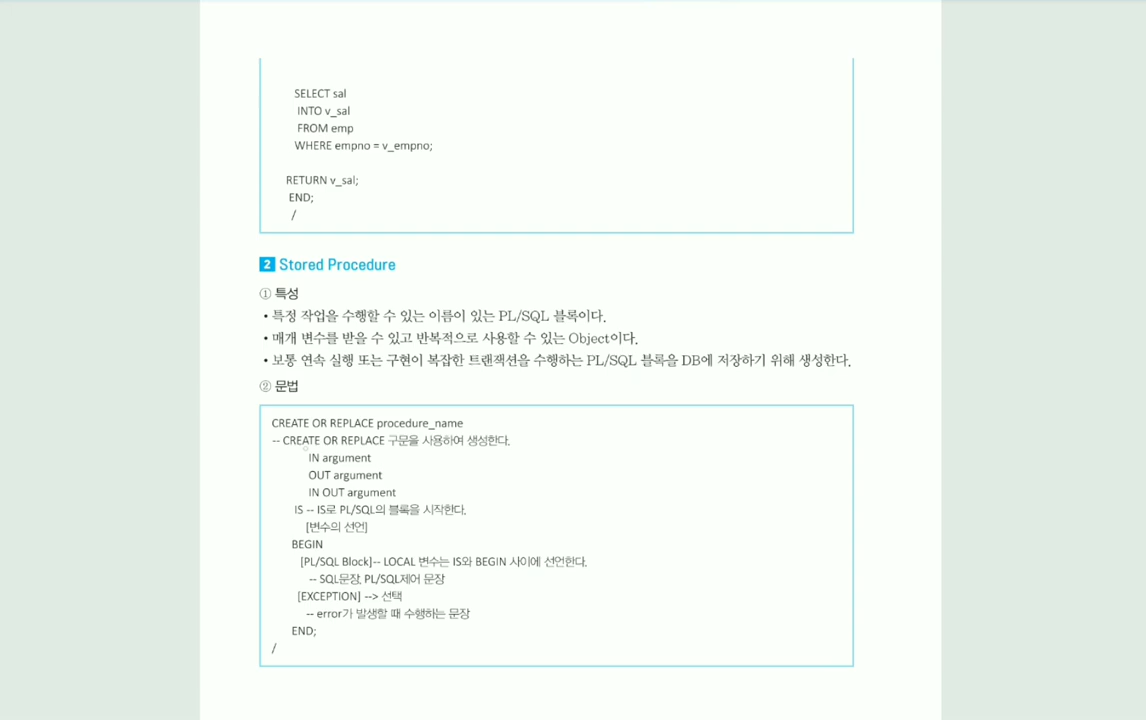 SELECT sal
INTO v_sal
FROM emp
WHERE empno = v_empno;
RETURN v_sal;
END;
/
2 Stored Procedure
① 특성
• 특정 작업을 수행할 수 있는 이름이 있는 PL/SQL 블록이다.
• 매개 변수를 받을 수 있고 반복적으로 사용할 수 있는 Object이다.
• 보통 연속 실행 또는 구현이 복잡한 트랜잭션을 수행하는 PL/SQL 블록을 DB에 저장하기 위해 생성한다.
② 문법
CREATE OR REPLACE procedure_name
-- CREATE OR REPLACE 구문을 사용하여 생성한다.
IN argument
OUT argument
IN OUT argument
IS -- IS로 PL/SQL의 블록을 시작한다.
[변수의 선언]
BEGIN
[PL/SQL Block]-- LOCAL 변수는 IS와 BEGIN 사이에 선언한다.
-- SQL문장, PL/SQL제어 문장
[EXCEPTION] --> 선택
-- error가 발생할 때 수행하는 문장
END;
/